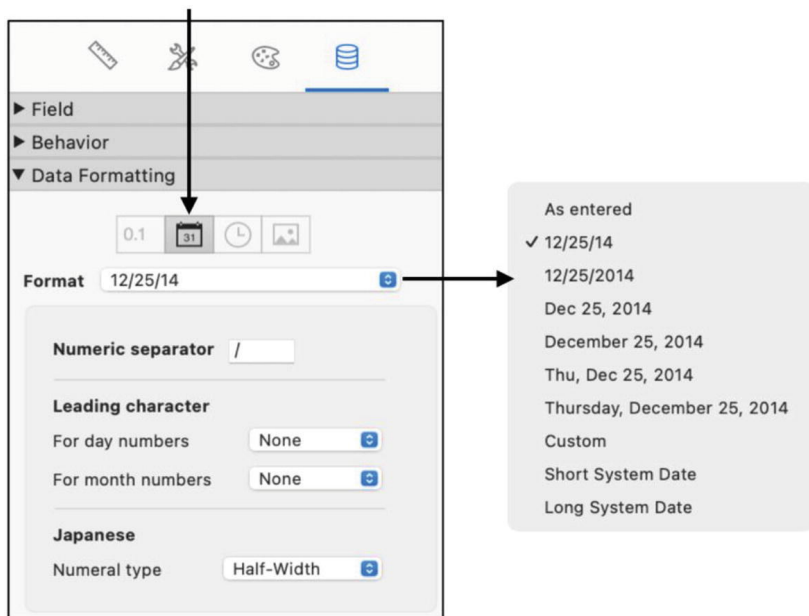 ▶ Field
▶ Behavior
▼ Data Formatting
0.1 31
Format 12/25/14
Numeric separator /
Leading character
For day numbers None
For month numbers None
Japanese
Numeral type Half-Width
As entered
✓ 12/25/14
12/25/2014
Dec 25, 2014
December 25, 2014
Thu, Dec 25, 2014
Thursday, December 25, 2014
Custom
Short System Date
Long System Date